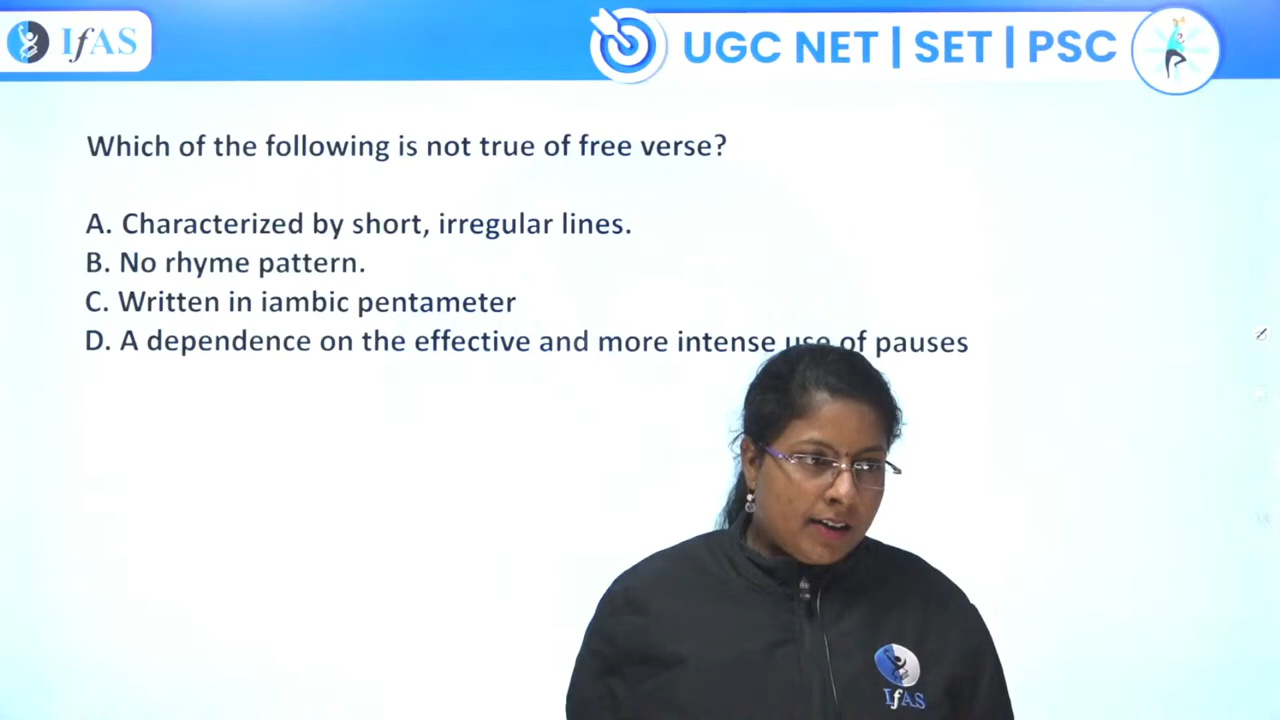 IfAS
UGC NET | SET | PSC
Which of the following is not true of free verse?
A. Characterized by short, irregular lines.
B. No rhyme pattern.
C. Written in iambic pentameter
D. A dependence on the effective and more intense use of pauses
IfAS